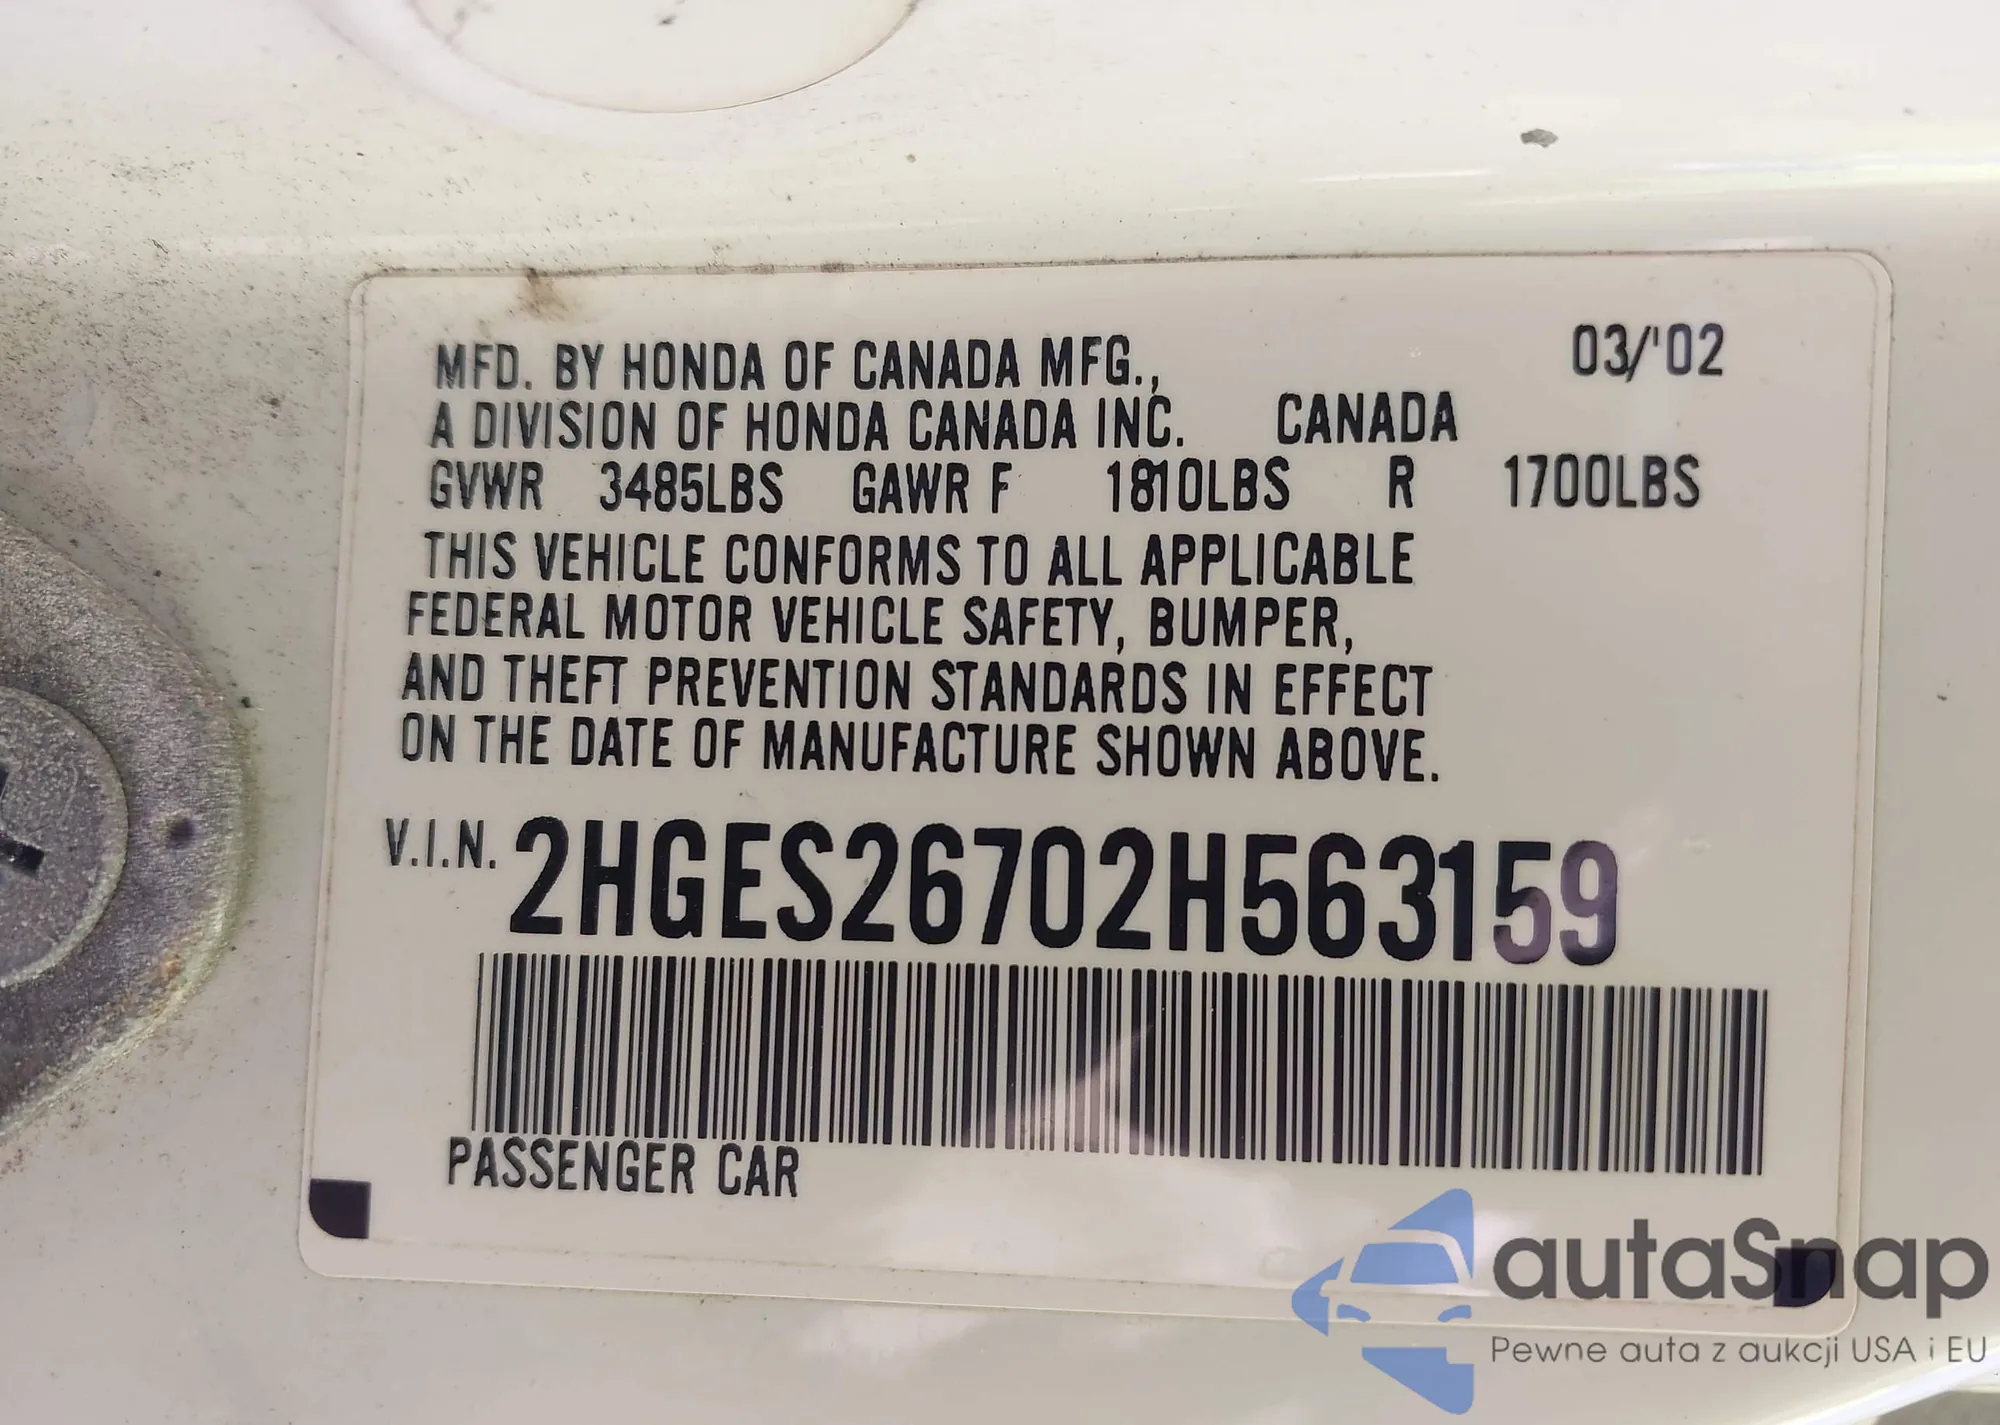 03/'02
MFD. BY HONDA OF CANADA MFG.,
A DIVISION OF HONDA CANADA INC. CANADA
GVWR 3485LBS GAWR F 1810LBS R 1700LBS
THIS VEHICLE CONFORMS TO ALL APPLICABLE
FEDERAL MOTOR VEHICLE SAFETY, BUMPER,
AND THEFT PREVENTION STANDARDS IN EFFECT
ON THE DATE OF MANUFACTURE SHOWN ABOVE.
V.I.N. 2HGES26702H563159
PASSENGER CAR
autaSnap
Pewne auta z aukcji USA i EU